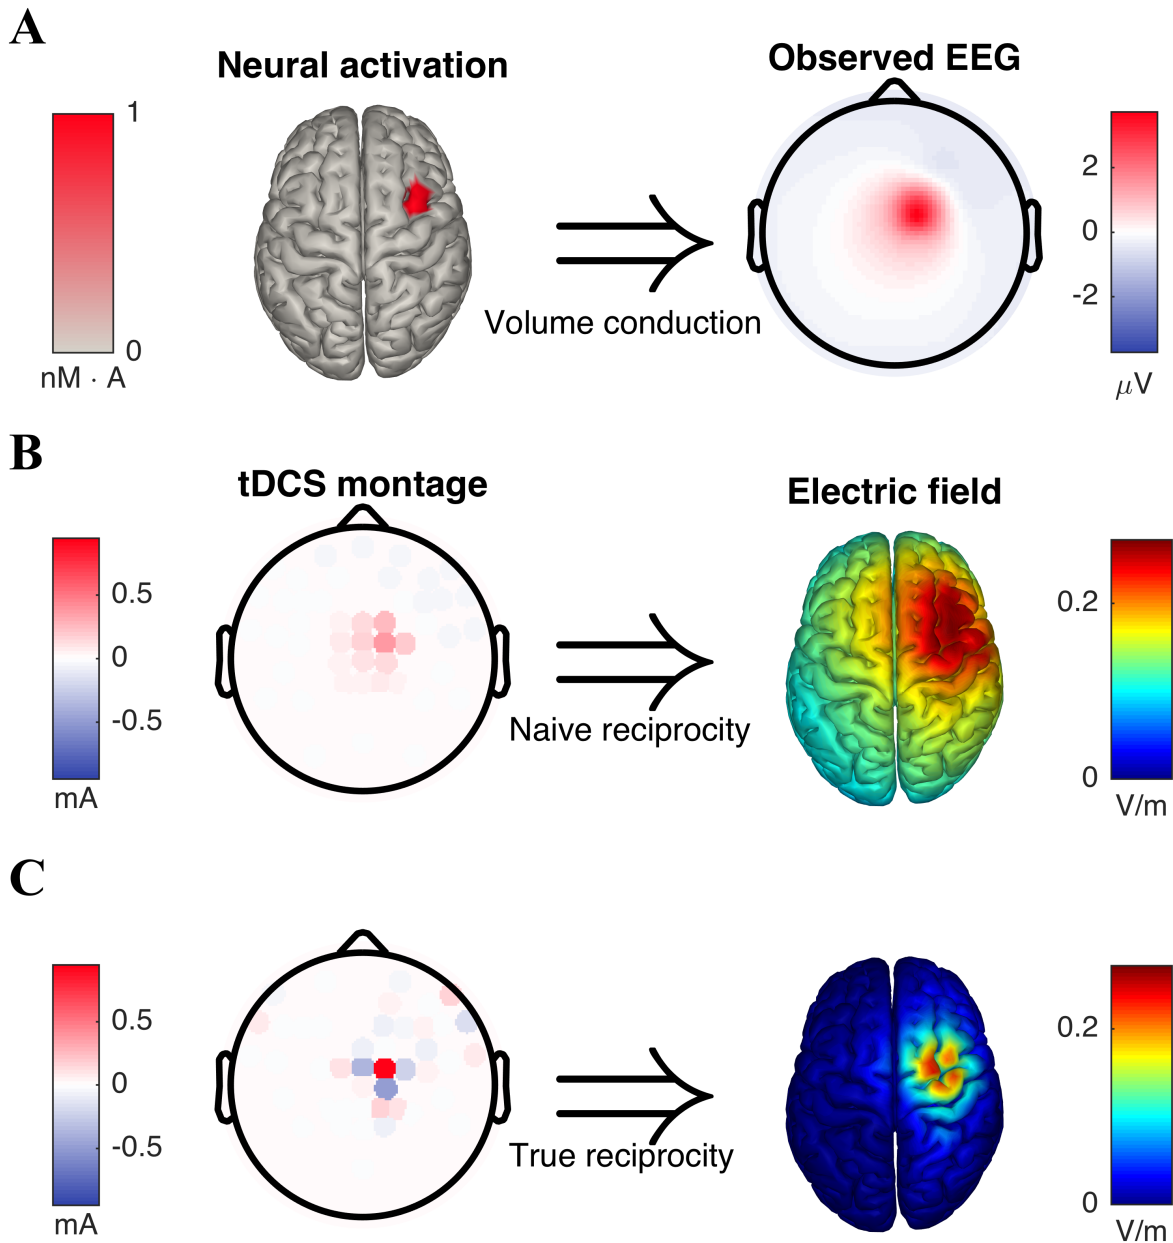 A
Neural activation
Observed EEG
1
0
nM · A
Volume conduction
2
0
-2
μV
B
tDCS montage
Electric field
0.5
0
-0.5
mA
Naive reciprocity
0.2
0
V/m
C
0.5
0
-0.5
mA
True reciprocity
0.2
0
V/m